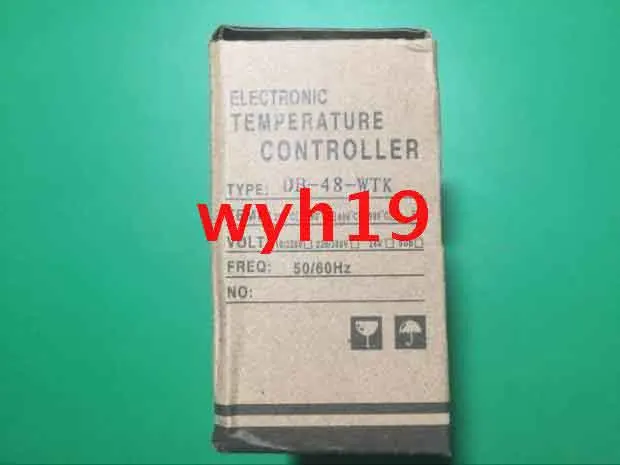 ELECTRONIC
TEMPERATURE
CONTROLLER
TYPE: DB-48-WTK
wyh19
VOLT
FREQ: 50/60Hz
NO: